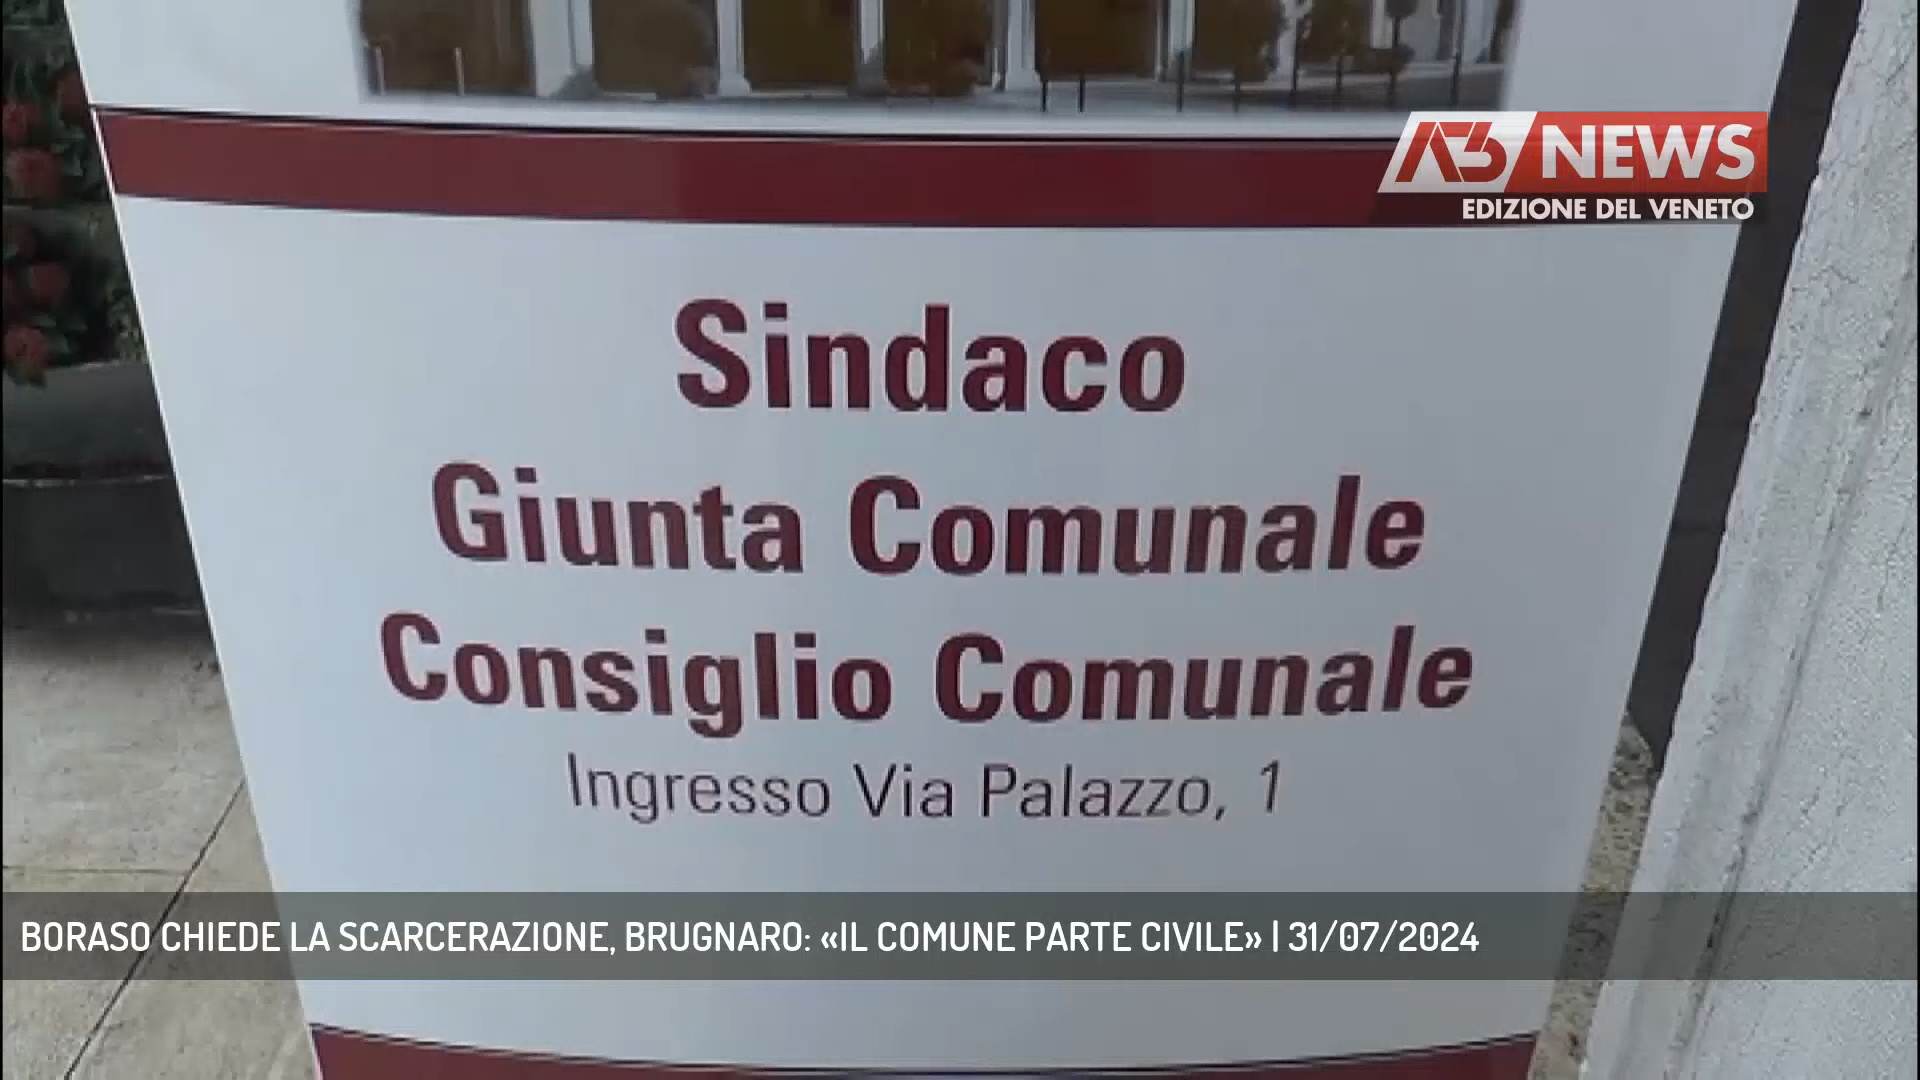 A3 NEWS
EDIZIONE DEL VENETO
Sindaco
Giunta Comunale
Consiglio Comunale
Ingresso Via Palazzo, 1
BORASO CHIEDE LA SCARCERAZIONE, BRUGNARO: «IL COMUNE PARTE CIVILE» | 31/07/2024